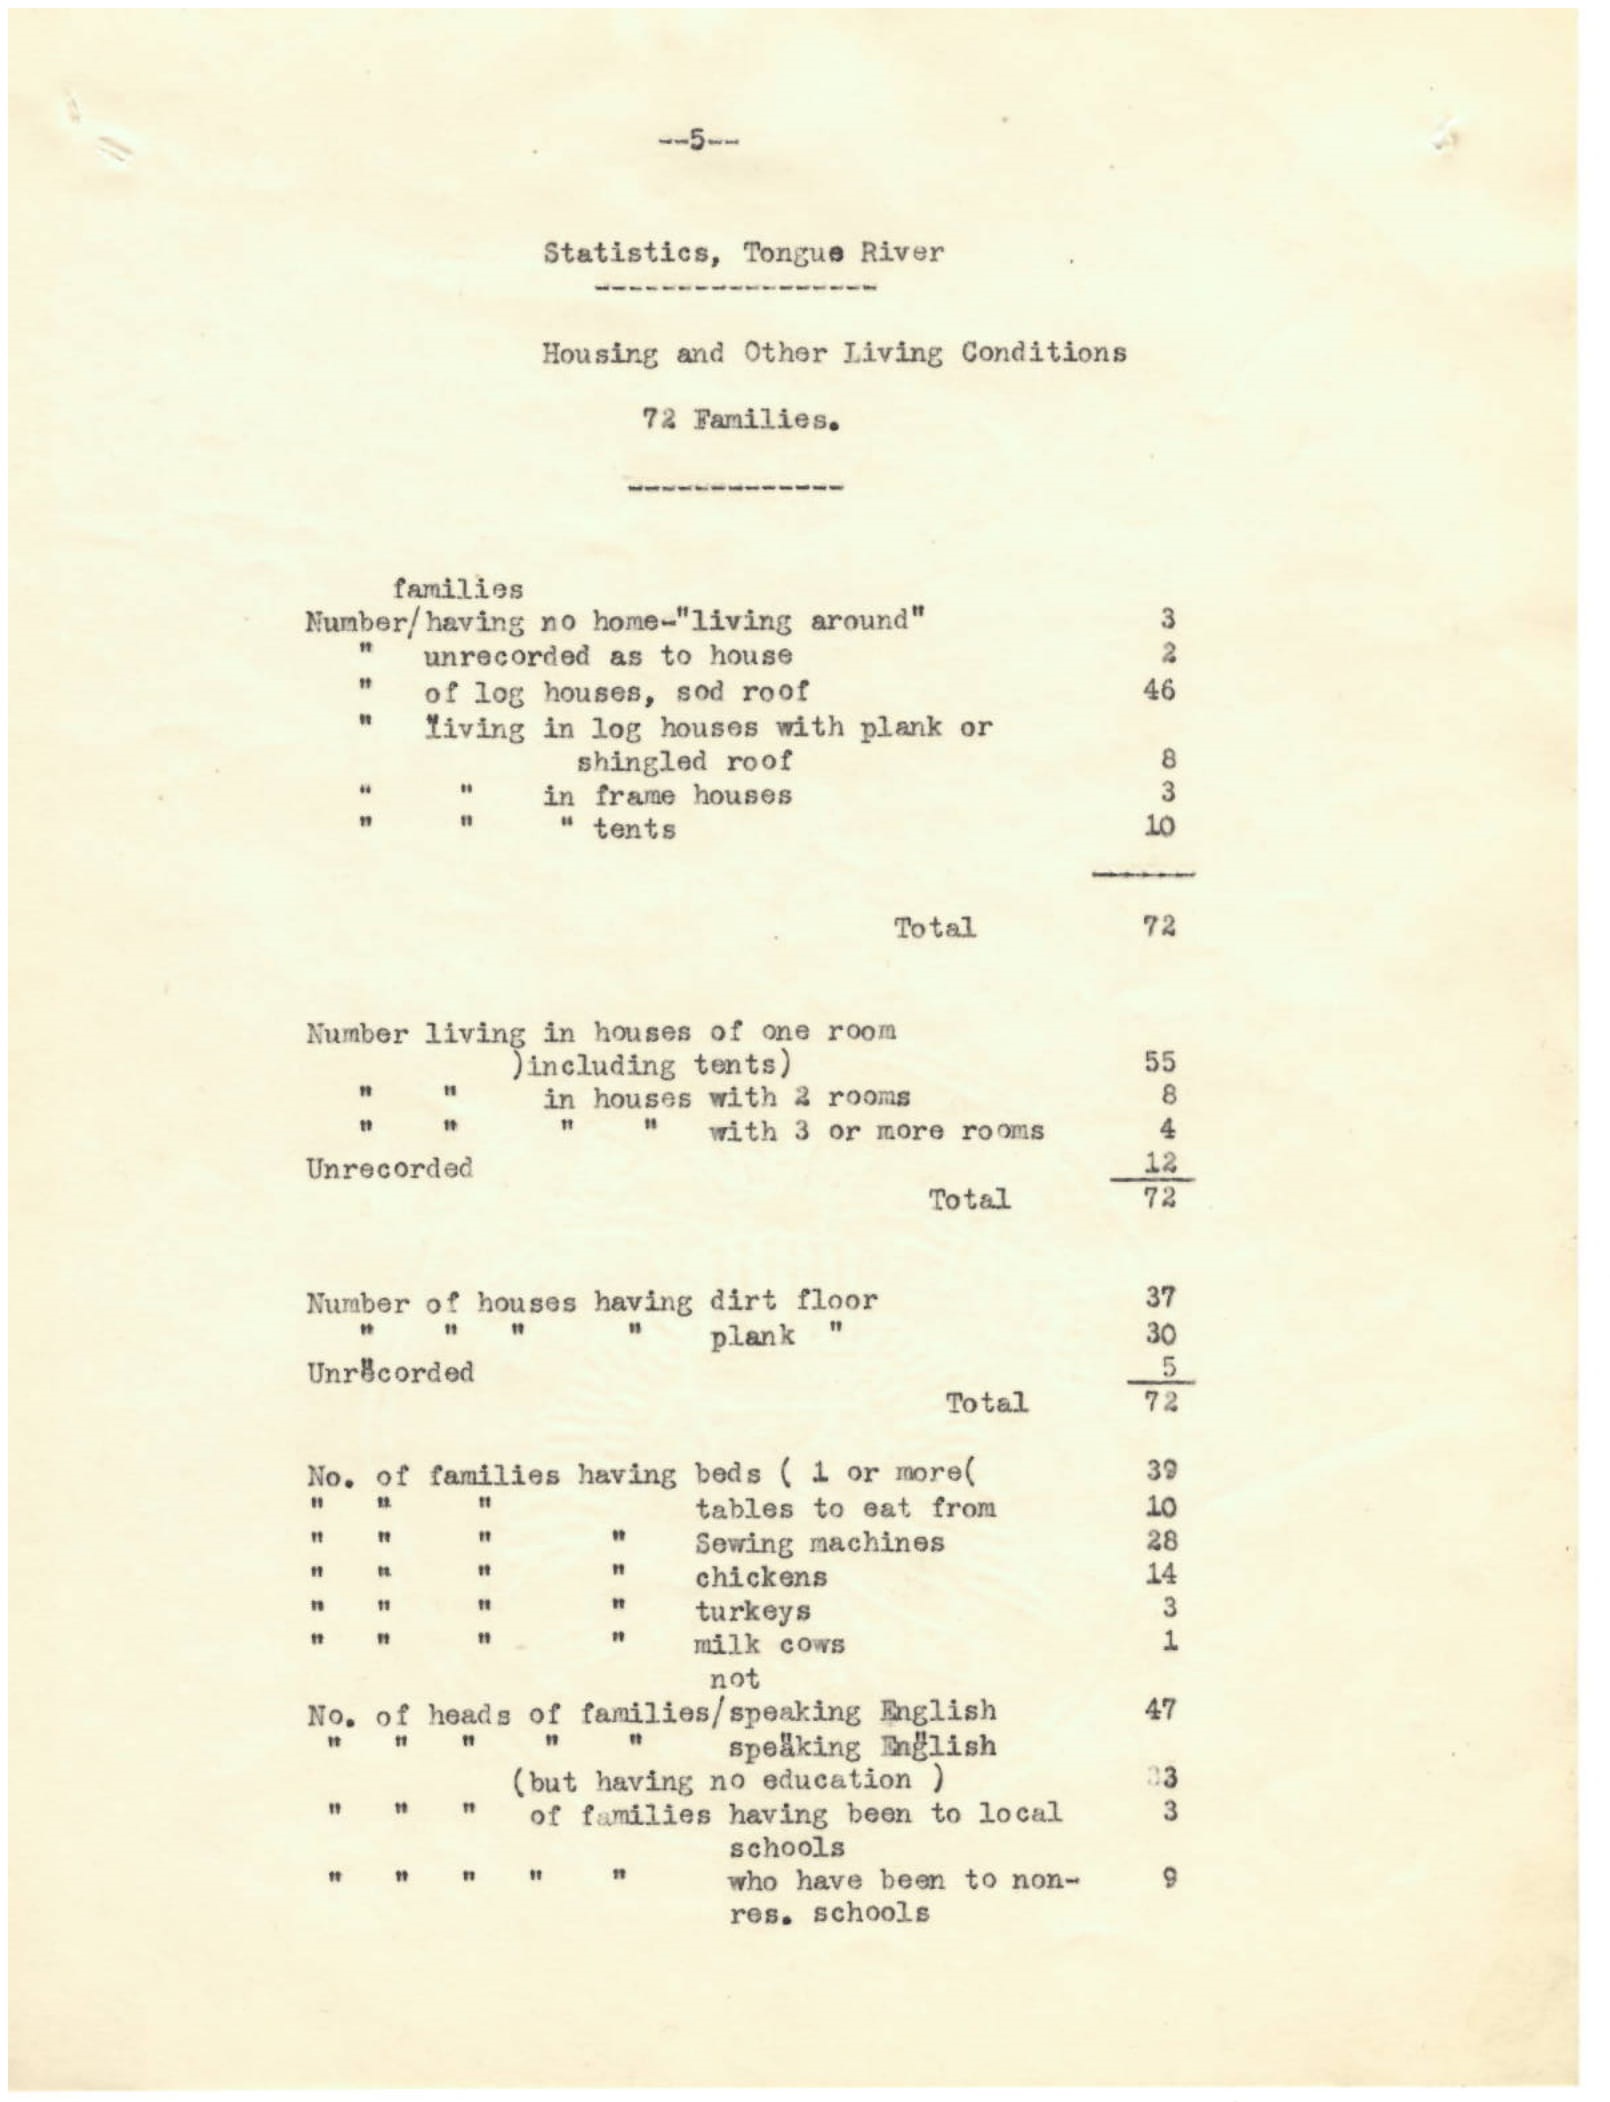 --5--
Statistics, Tongue River
-----------------
Housing and Other Living Conditions
72 Families.
-------------
families
Number/having no home-"living around" 3
" unrecorded as to house 2
" of log houses, sod roof 46
" living in log houses with plank or
shingled roof 8
" " in frame houses 3
" " " tents 10
Total 72
Number living in houses of one room
)including tents) 55
" " in houses with 2 rooms 8
" " " " with 3 or more rooms 4
Unrecorded 12
Total 72
Number of houses having dirt floor 37
" " " " plank " 30
Unrecorded 5
Total 72
No. of families having beds ( 1 or more( 39
" " " tables to eat from 10
" " " " Sewing machines 28
" " " " chickens 14
" " " " turkeys 3
" " " " milk cows 1
not
No. of heads of families/speaking English 47
" " " " " speaking English
(but having no education ) 3
" " " of families having been to local 3
schools
" " " " " who have been to non- 9
res. schools